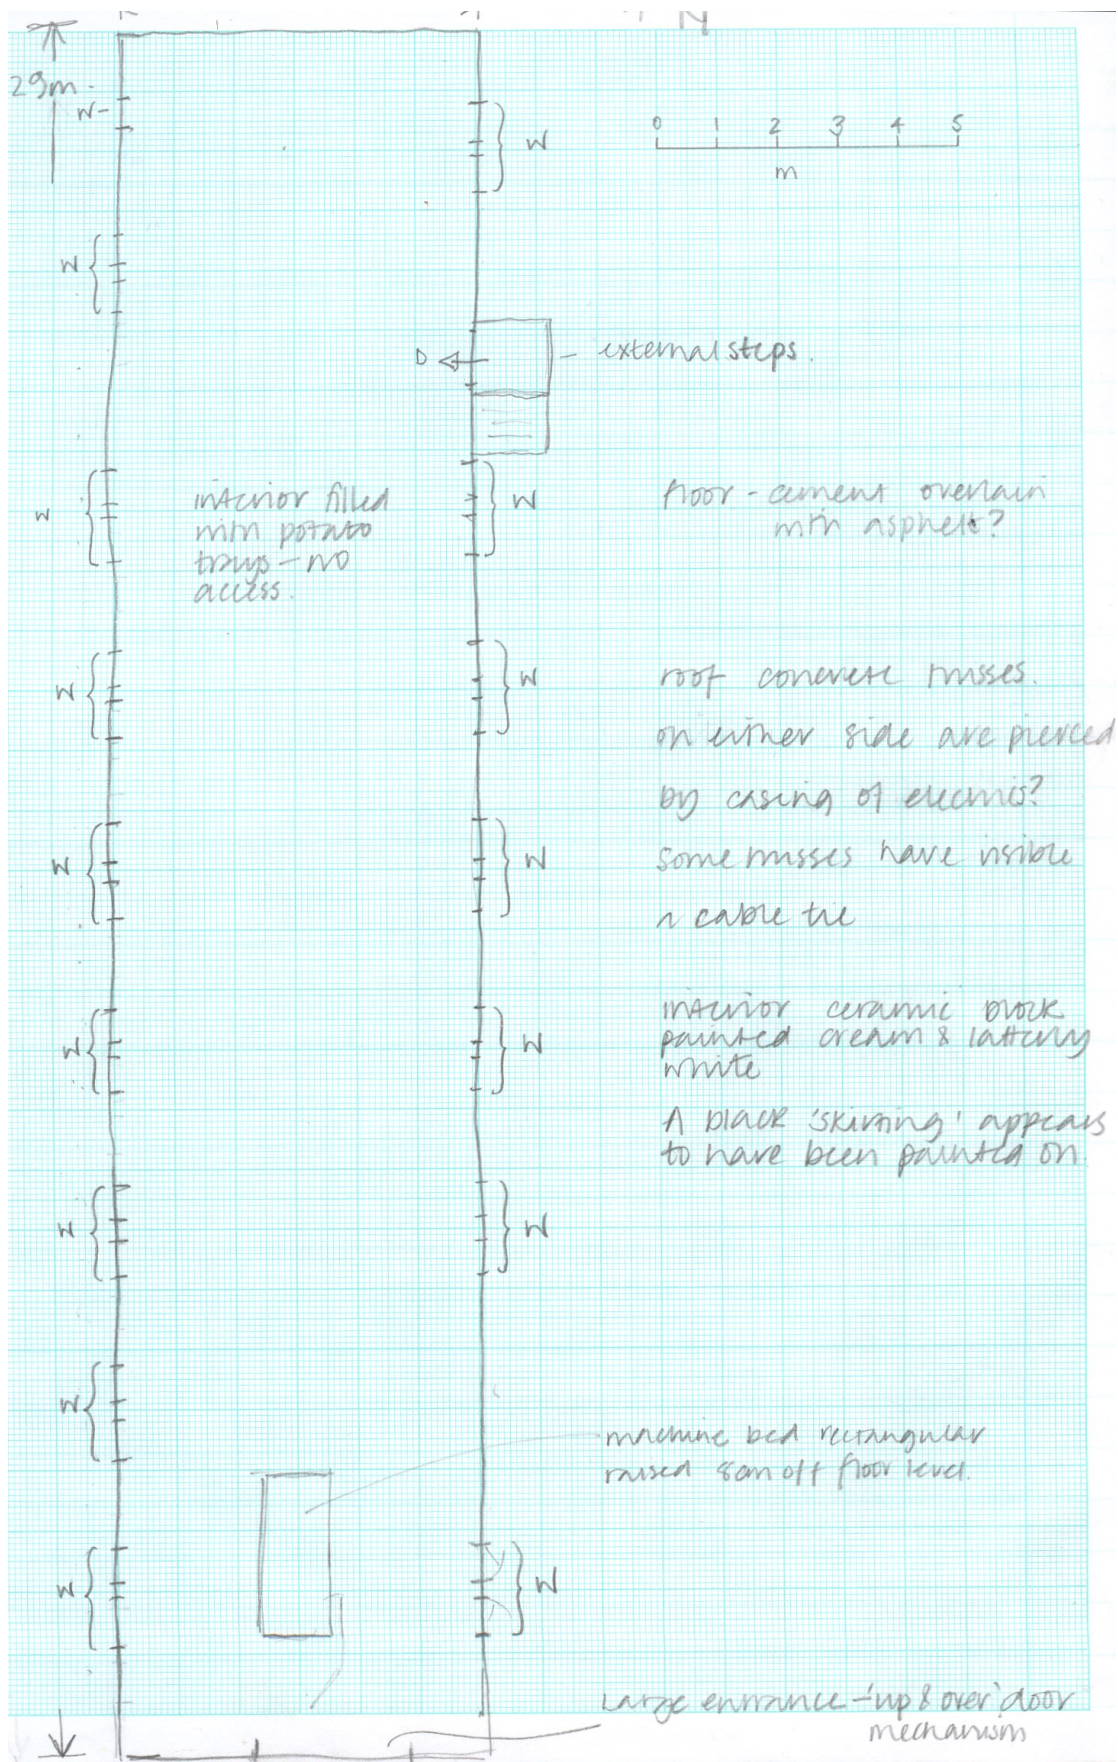 N
29m
W
0 1 2 3 4 5
m
W
W
D
external steps.
W
interior filled
with potato
trays - no
access.
W
floor - cement overlain
with asphelt?
W
W
roof concrete trusses.
on either side are pierced
by casing of electrics?
some trusses have visible
cable tie
W
W
W
W
interior ceramic block
painted cream & latterly
white
A black 'skirting' appears
to have been painted on
W
W
W
machine bed rectangular
raised 8cm off floor level.
W
W
Large entrance - 'up & over' door
mechanism